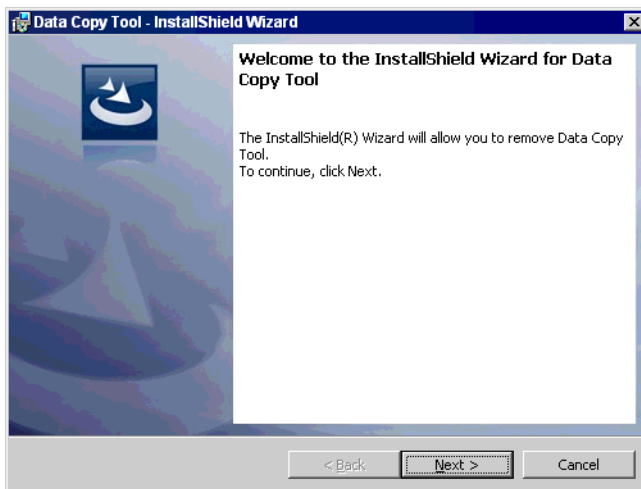 Data Copy Tool - InstallShield Wizard
Welcome to the InstallShield Wizard for Data
Copy Tool
The InstallShield(R) Wizard will allow you to remove Data Copy
Tool.
To continue, click Next.
< Back
Next >
Cancel